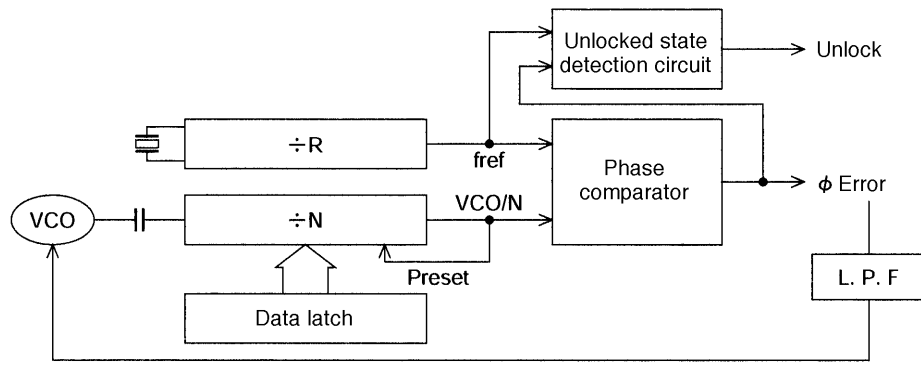 Unlocked state
detection circuit
Unlock
÷R
fref
Phase
comparator
VCO/N
VCO
÷N
ϕ Error
Preset
L. P. F
Data latch